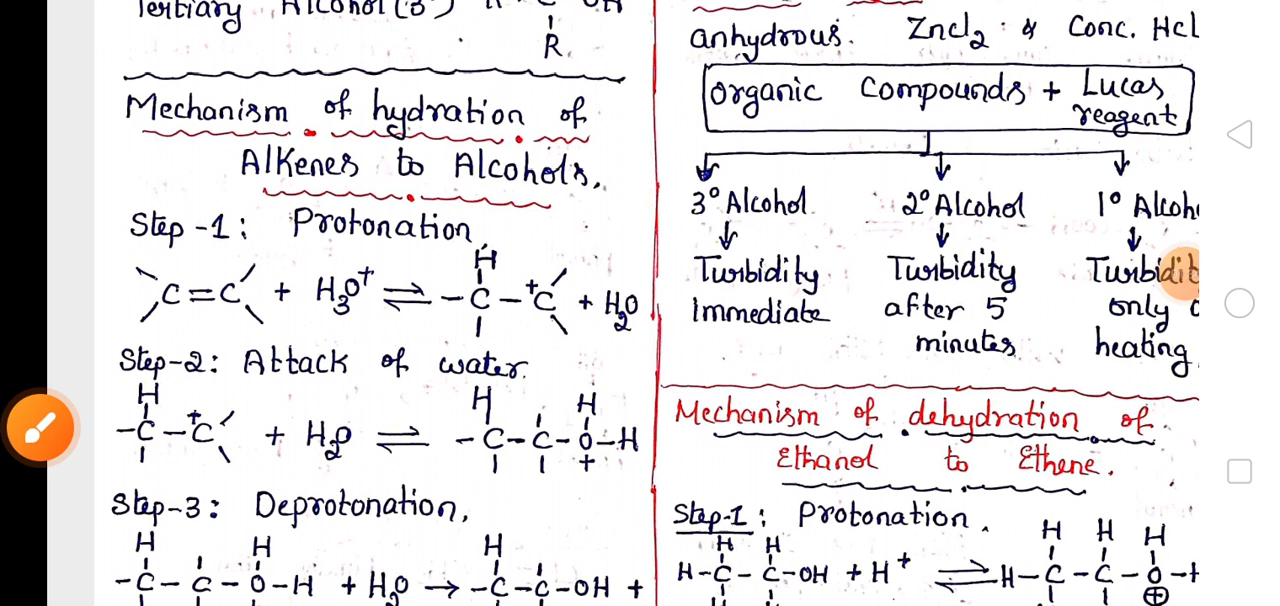 Tertiary Alcohol (3°)
R
Mechanism of hydration of
Alkenes to Alcohols.
Step-1: Protonation
H
>C=C< + H3O+ ⇌ -C-+C< + H2O
Step-2: Attack of water.
H H H
-C-+C< + H2O ⇌ -C-C-O-H
+
Step-3: Deprotonation,
H H H
-C-C-O-H + H2O → -C-C-OH +
anhydrous. Zncl2 & Conc. Hcl
Organic Compounds + Lucas
reagent
3° Alcohol 2° Alcohol 1° Alcoh
Turbidity Turbidity Turbidit
Immediate after 5 only
minutes heating
Mechanism of dehydration of
Ethanol to Ethene.
Step-1: Protonation.
H H H H H
H-C-C-OH + H+ ⇌ H-C-C-O-H
H ⊕